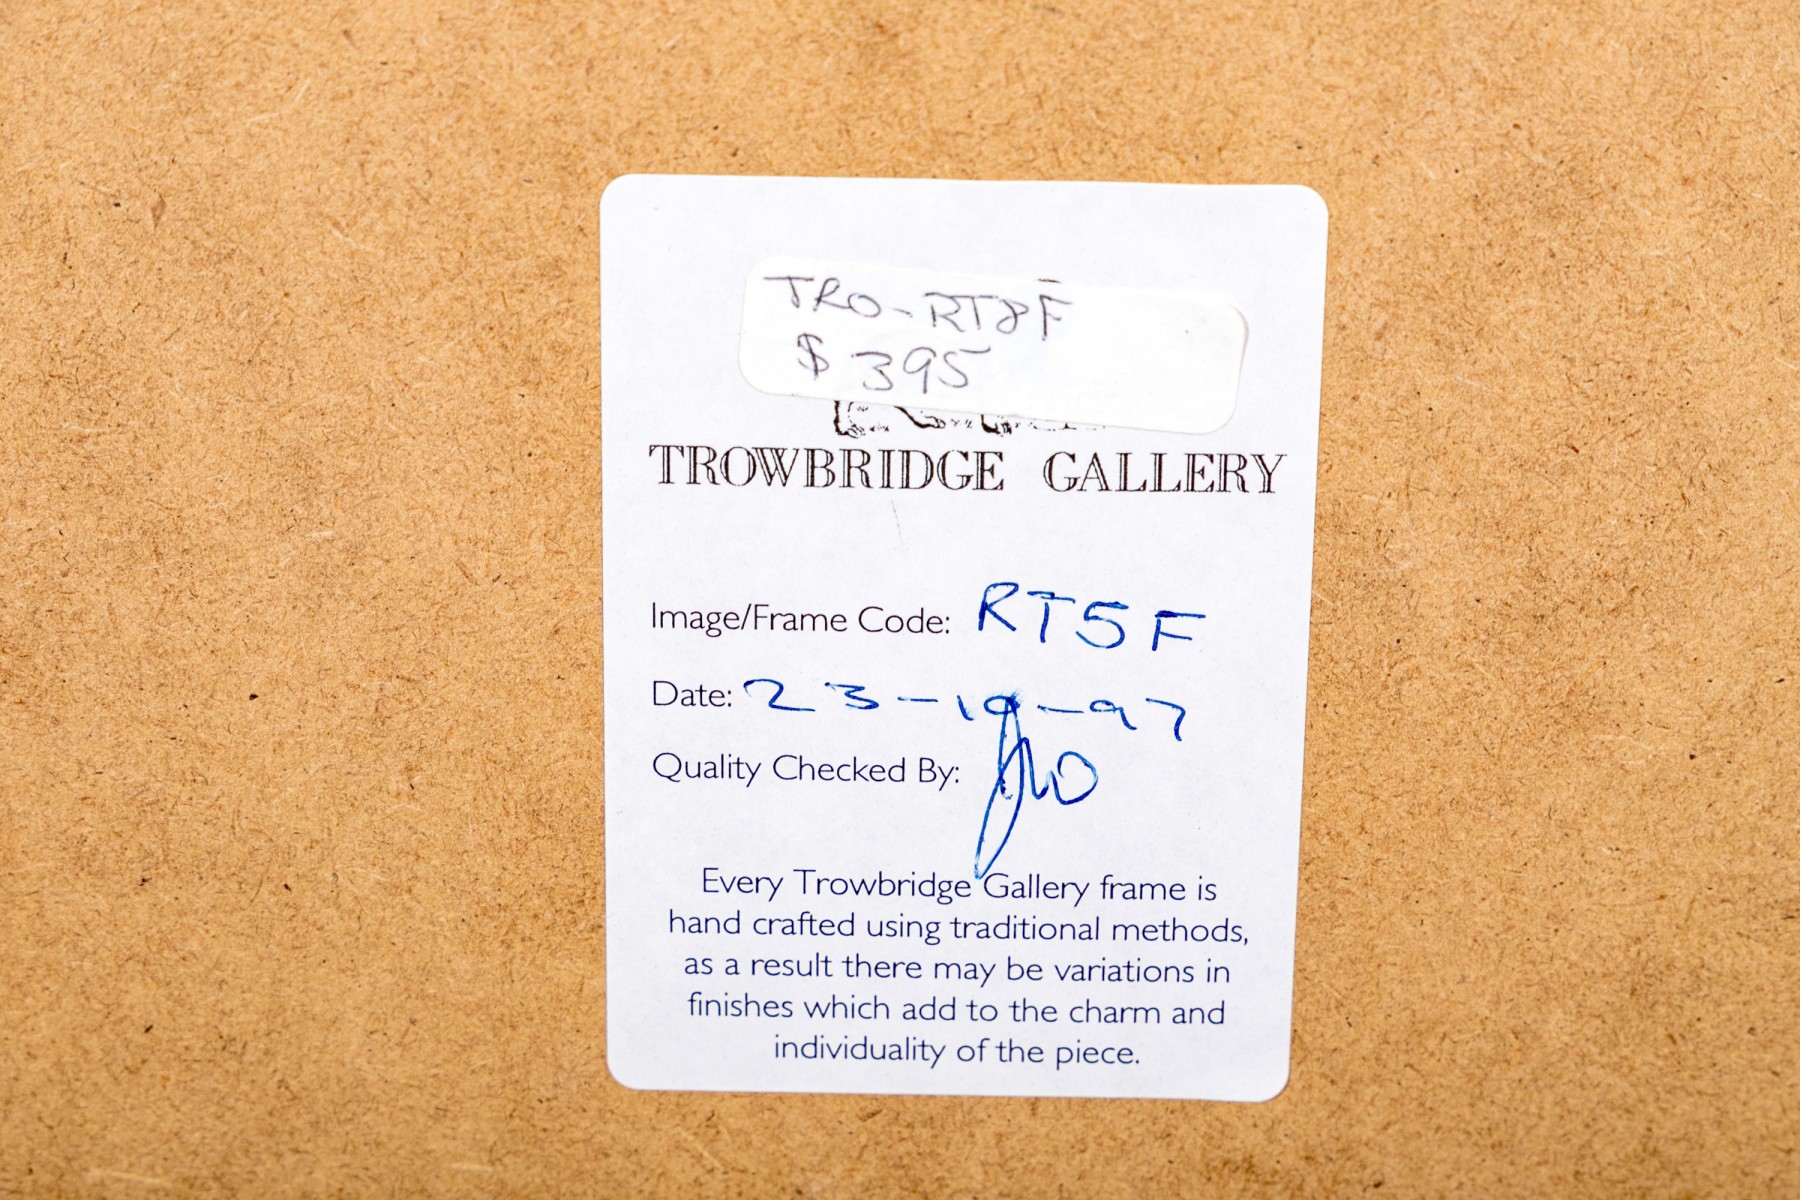 TRO-RT8F
$395
TROWBRIDGE GALLERY
Image/Frame Code: RT5F
Date: 23-10-97
Quality Checked By:
Every Trowbridge Gallery frame is
hand crafted using traditional methods,
as a result there may be variations in
finishes which add to the charm and
individuality of the piece.